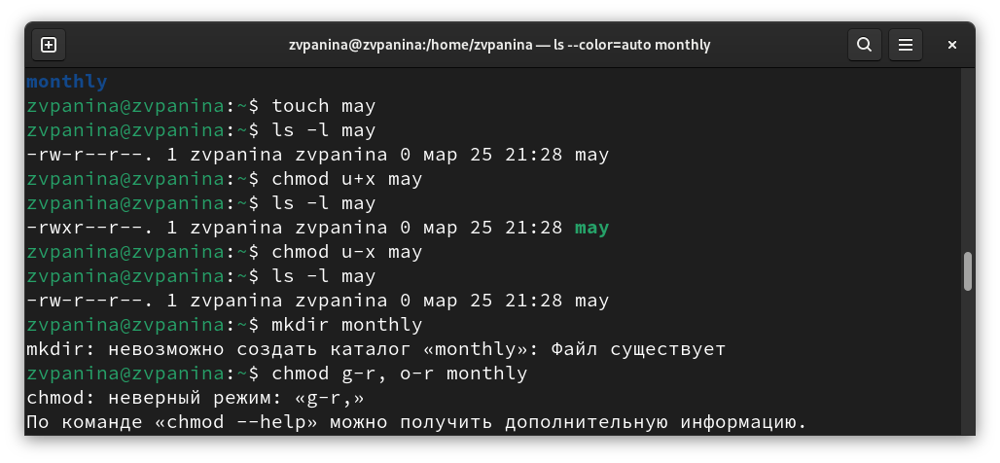 zvpanina@zvpanina:/home/zvpanina — ls --color=auto monthly
monthly
zvpanina@zvpanina:~$ touch may
zvpanina@zvpanina:~$ ls -l may
-rw-r--r--. 1 zvpanina zvpanina 0 мар 25 21:28 may
zvpanina@zvpanina:~$ chmod u+x may
zvpanina@zvpanina:~$ ls -l may
-rwxr--r--. 1 zvpanina zvpanina 0 мар 25 21:28 may
zvpanina@zvpanina:~$ chmod u-x may
zvpanina@zvpanina:~$ ls -l may
-rw-r--r--. 1 zvpanina zvpanina 0 мар 25 21:28 may
zvpanina@zvpanina:~$ mkdir monthly
mkdir: невозможно создать каталог «monthly»: Файл существует
zvpanina@zvpanina:~$ chmod g-r, o-r monthly
chmod: неверный режим: «g-r,»
По команде «chmod --help» можно получить дополнительную информацию.